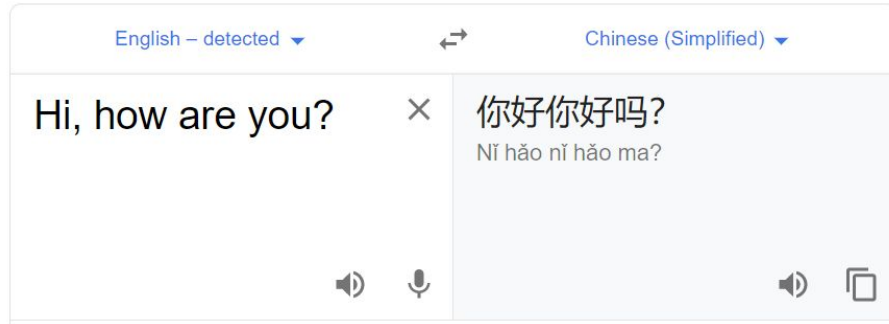 English – detected
Chinese (Simplified)
Hi, how are you?
你好你好吗?
Nǐ hǎo nǐ hǎo ma?